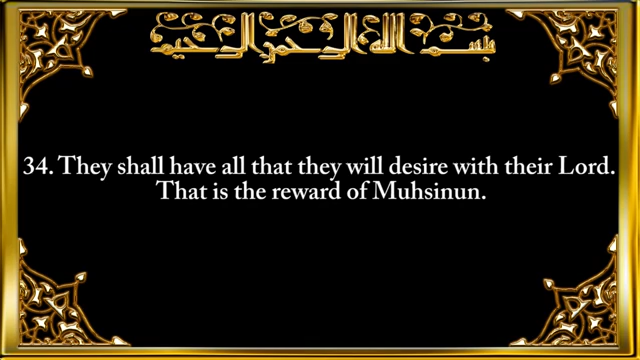 بسم الله الرحمن الرحيم
34. They shall have all that they will desire with their Lord.
That is the reward of Muhsinun.